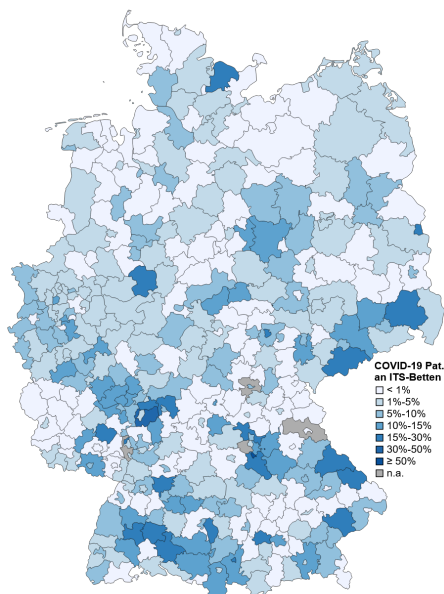 COVID-19 Pat.
an ITS-Betten
< 1%
1%-5%
5%-10%
10%-15%
15%-30%
30%-50%
≥ 50%
n.a.